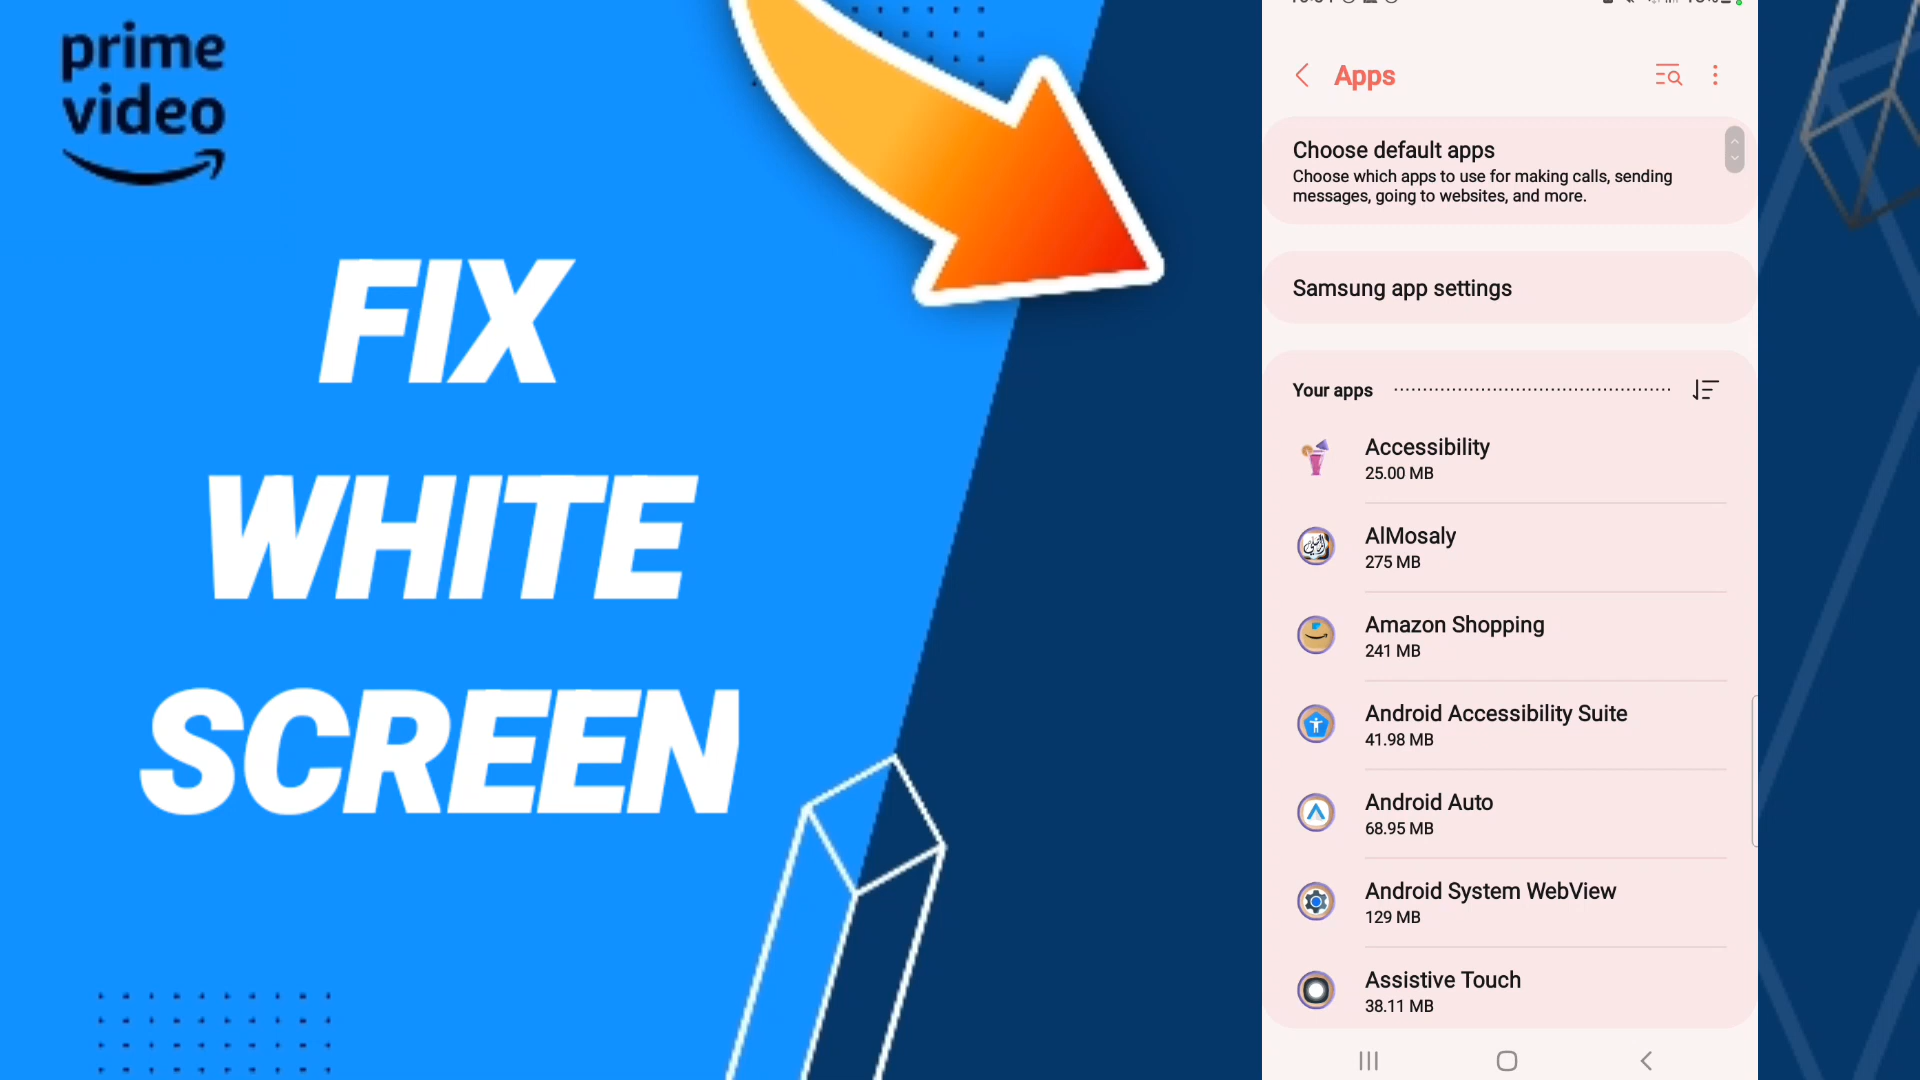 prime
video
FIX
WHITE
SCREEN
Apps
Choose default apps
Choose which apps to use for making calls, sending
messages, going to websites, and more.
Samsung app settings
Your apps
Accessibility
25.00 MB
AlMosaly
275 MB
Amazon Shopping
241 MB
Android Accessibility Suite
41.98 MB
Android Auto
68.95 MB
Android System WebView
129 MB
Assistive Touch
38.11 MB